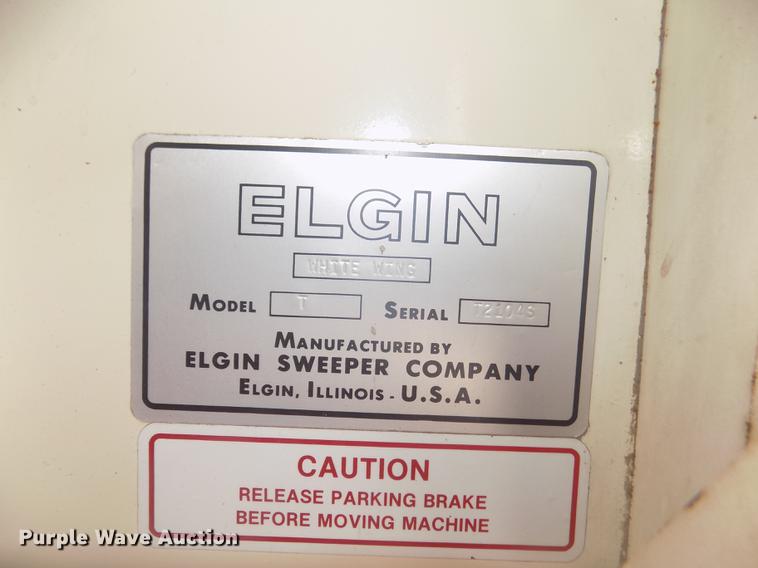 ELGIN
WHITE WING
MODEL T SERIAL
MANUFACTURED BY
ELGIN SWEEPER COMPANY
ELGIN, ILLINOIS - U.S.A.
CAUTION
RELEASE PARKING BRAKE
BEFORE MOVING MACHINE
Purple Wave Auction